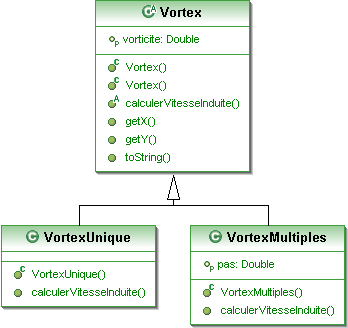 Vortex
vorticite: Double
Vortex()
Vortex()
calculerVitesseInduite()
getX()
getY()
toString()
VortexUnique
VortexUnique()
calculerVitesseInduite()
VortexMultiples
pas: Double
VortexMultiples()
calculerVitesseInduite()